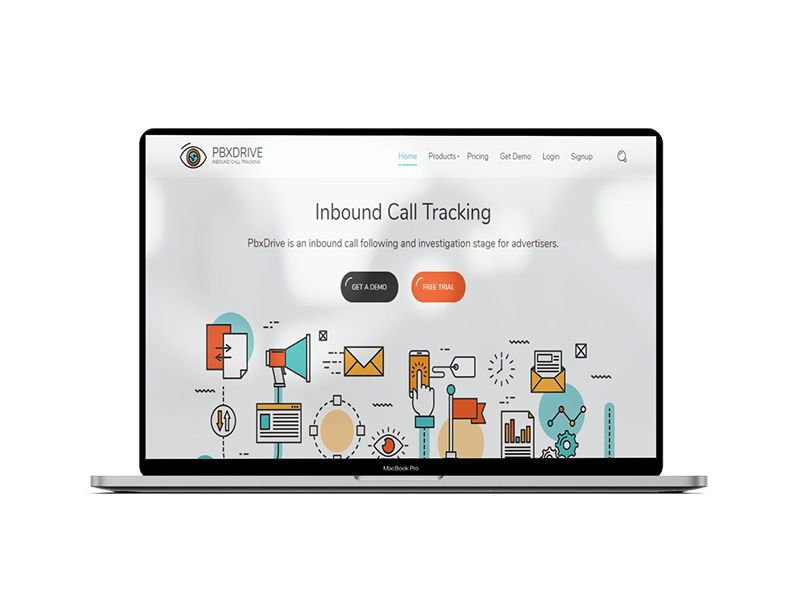 PBXDRIVE
INBOUND CALL TRACKING
Home Products Pricing Get Demo Login Signup
Inbound Call Tracking
PbxDrive is an inbound call following and investigation stage for advertisers.
GET A DEMO FREE TRIAL
MacBook Pro